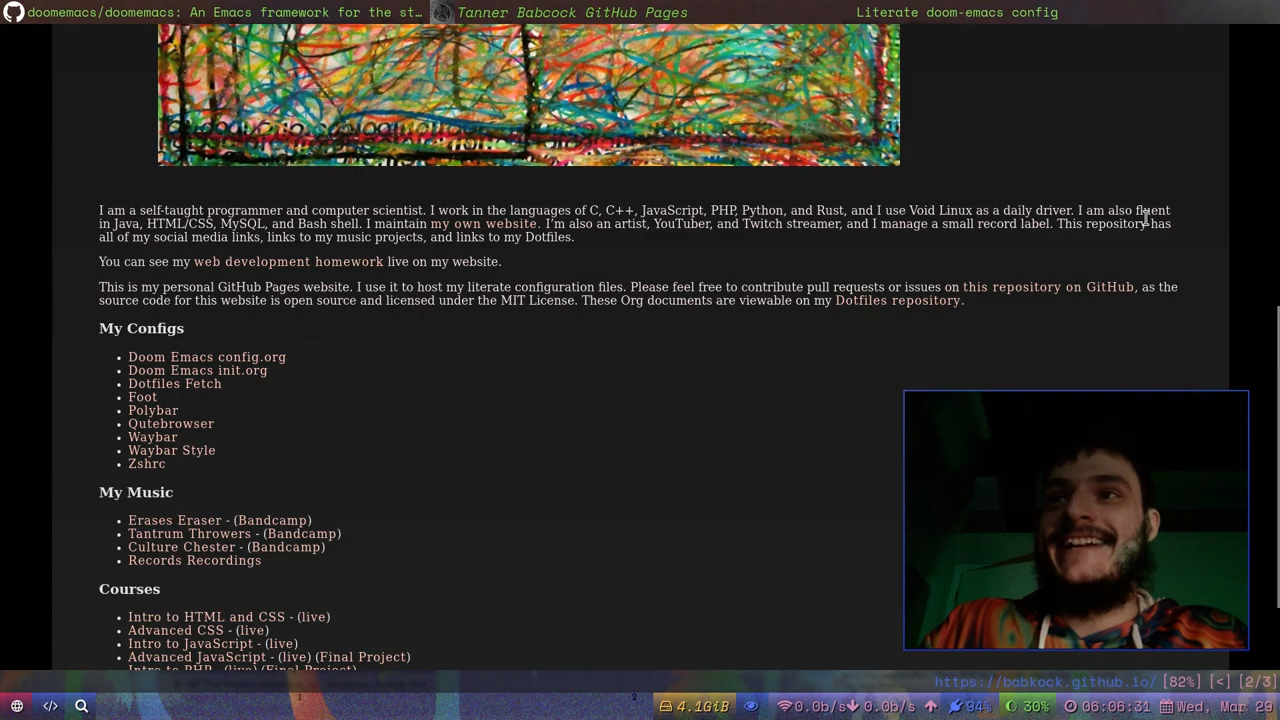 doomemacs/doomemacs: An Emacs framework for the st…
Tanner Babcock GitHub Pages
Literate doom-emacs config
I am a self-taught programmer and computer scientist. I work in the languages of C, C++, JavaScript, PHP, Python, and Rust, and I use Void Linux as a daily driver. I am also fluent
in Java, HTML/CSS, MySQL, and Bash shell. I maintain my own website. I'm also an artist, YouTuber, and Twitch streamer, and I manage a small record label. This repository has
all of my social media links, links to my music projects, and links to my Dotfiles.
You can see my web development homework live on my website.
This is my personal GitHub Pages website. I use it to host my literate configuration files. Please feel free to contribute pull requests or issues on this repository on GitHub, as the
source code for this website is open source and licensed under the MIT License. These Org documents are viewable on my Dotfiles repository.
My Configs
• Doom Emacs config.org
• Doom Emacs init.org
• Dotfiles Fetch
• Foot
• Polybar
• Qutebrowser
• Waybar
• Waybar Style
• Zshrc
My Music
• Erases Eraser - (Bandcamp)
• Tantrum Throwers - (Bandcamp)
• Culture Chester - (Bandcamp)
• Records Recordings
Courses
• Intro to HTML and CSS - (live)
• Advanced CSS - (live)
• Intro to JavaScript - (live)
• Advanced JavaScript - (live) (Final Project)
• Intro to PHP - (live) (Final Project)
https://babkock.github.io/ [82%] [<] [2/3]
1
2
4.1GiB
0.0b/s 0.0b/s
94%
30%
06:06:31
Wed, Mar 29